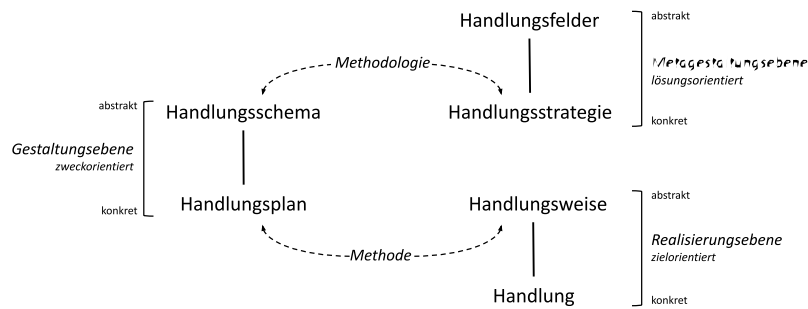 Handlungsfelder
abstrakt
Methodologie
lösungsorientiert
abstrakt
Handlungsschema
Handlungsstrategie
konkret
Gestaltungsebene
zweckorientiert
konkret
Handlungsplan
Handlungsweise
abstrakt
Realisierungsebene
zielorientiert
Methode
Handlung
konkret